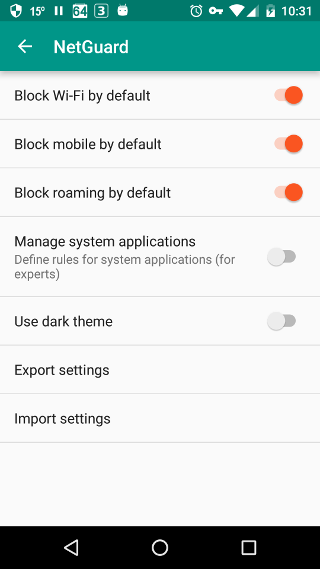 15° 64 3 10:31
NetGuard
Block Wi-Fi by default
Block mobile by default
Block roaming by default
Manage system applications
Define rules for system applications (for
experts)
Use dark theme
Export settings
Import settings